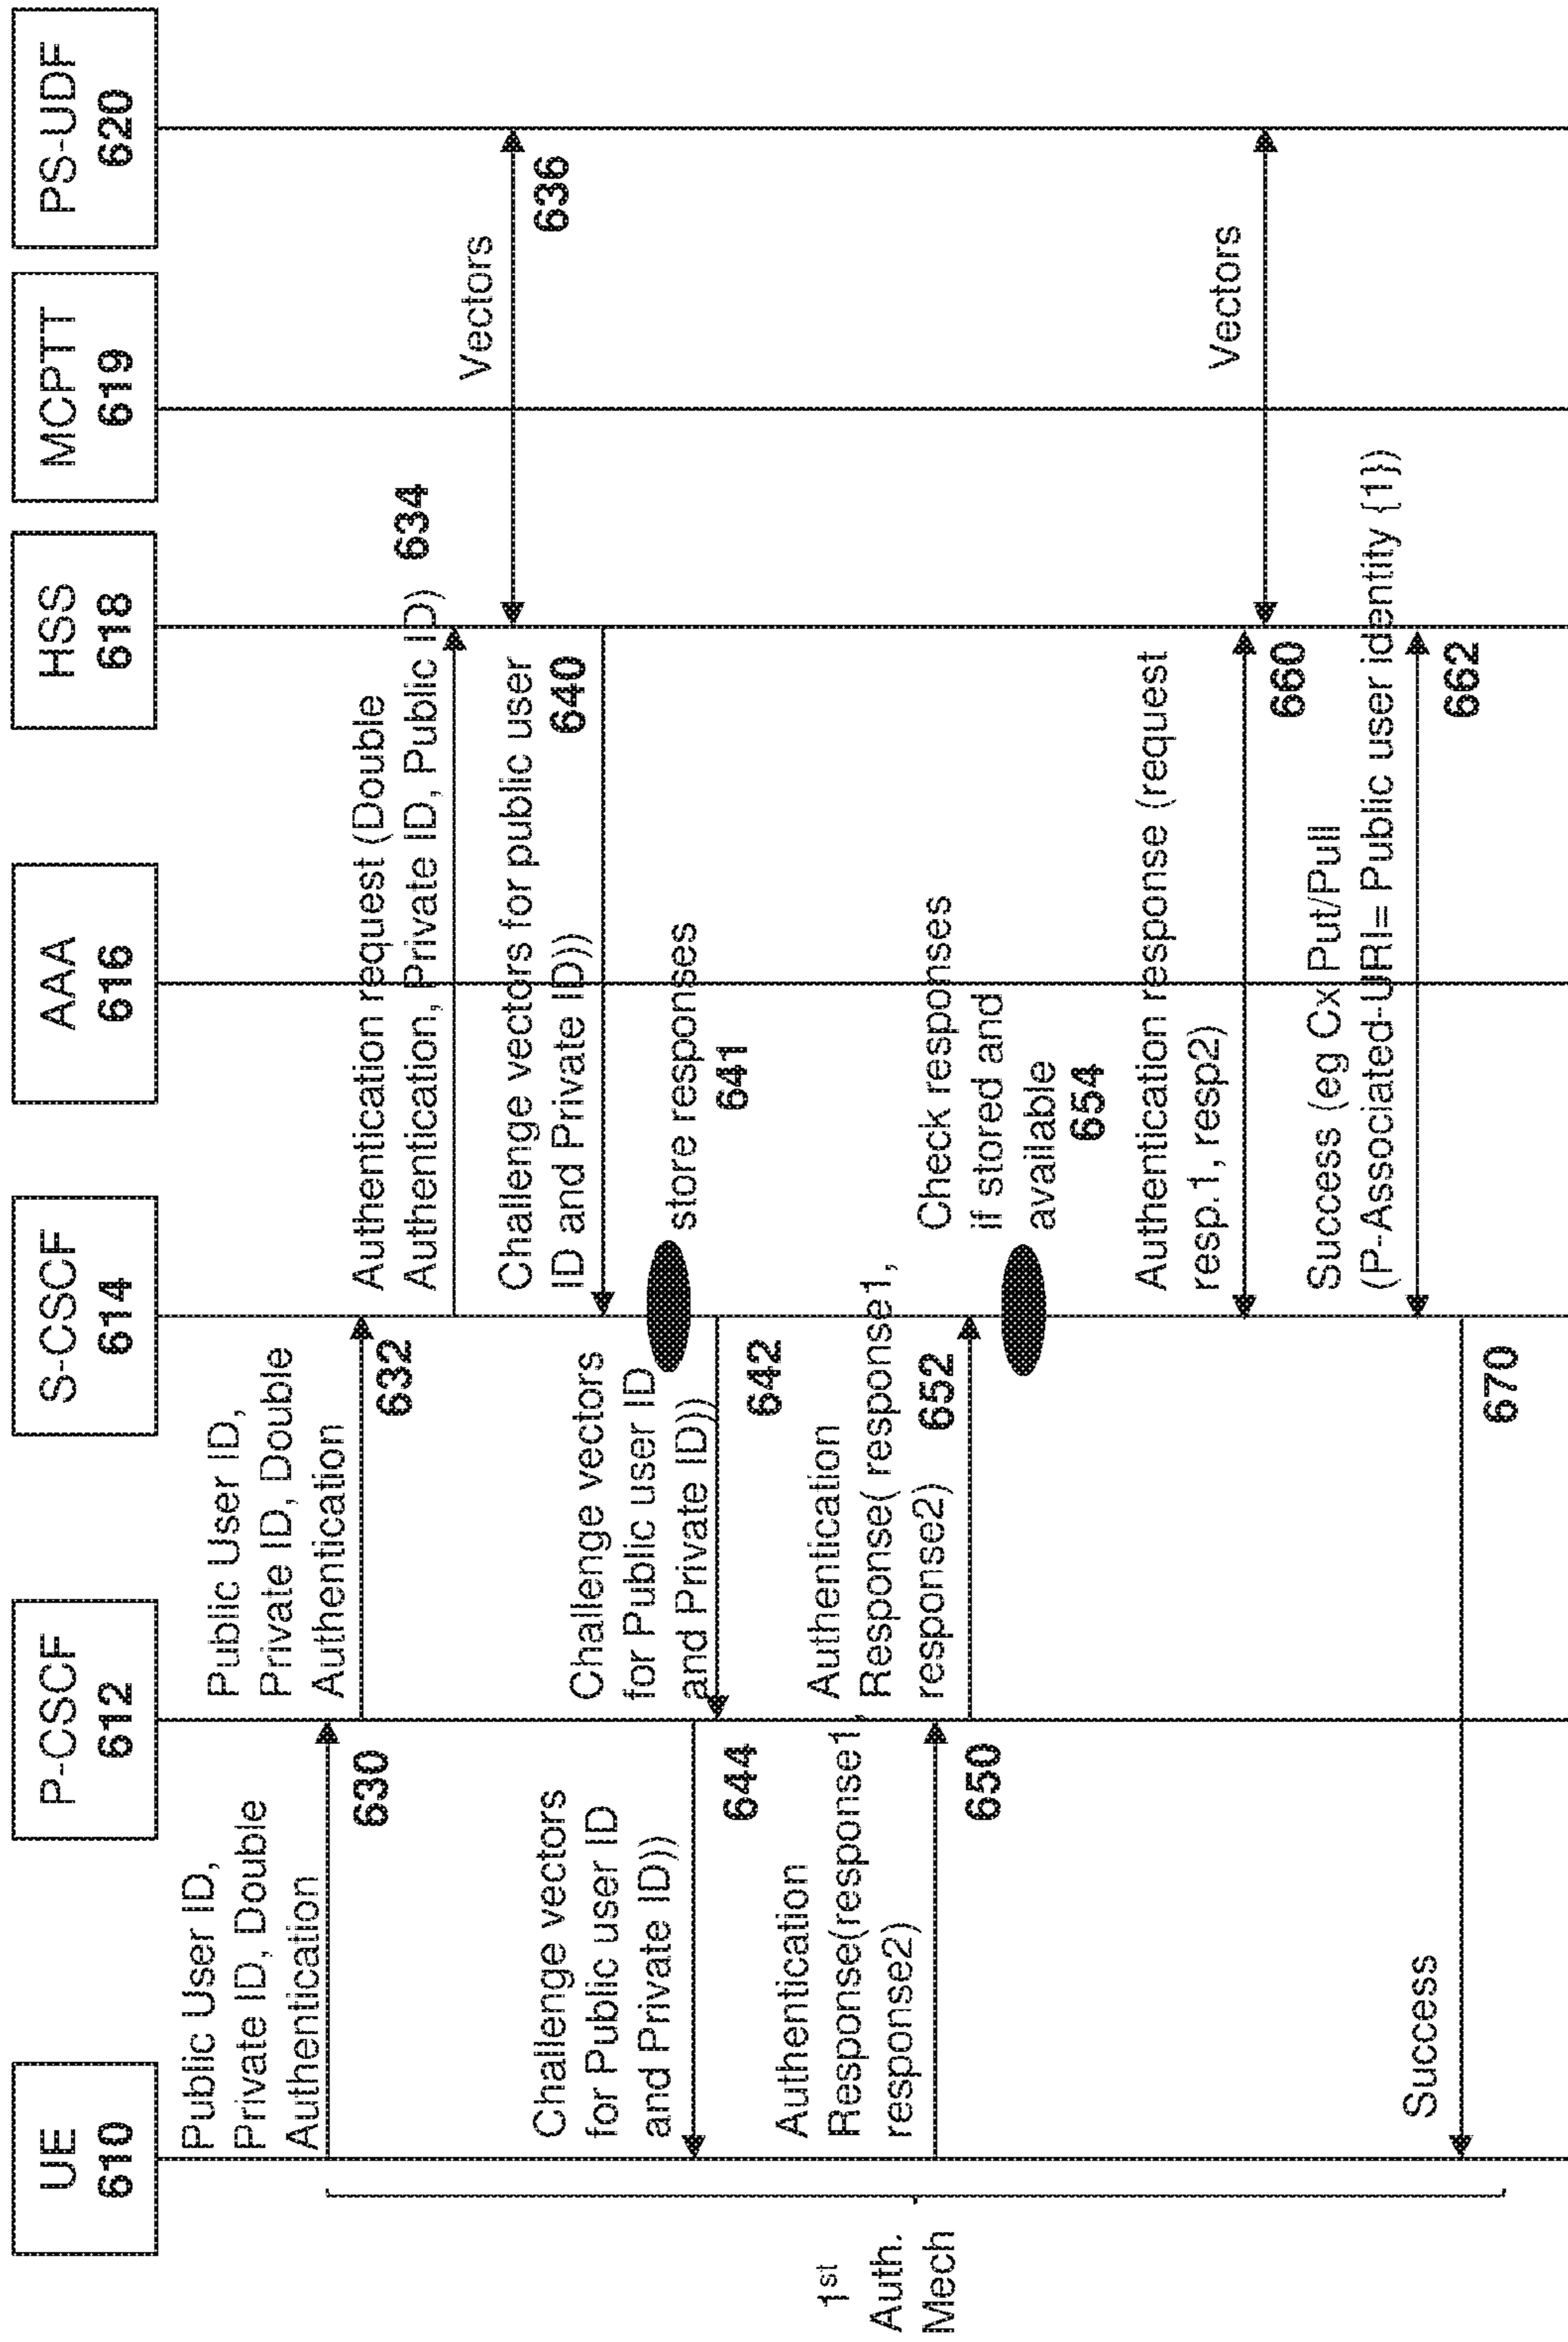 UE
610
P-CSCF
612
S-CSCF
614
AAA
616
HSS
618
MCPTT
619
PS-UDF
620
Public User ID,
Private ID, Double
Authentication
630
Public User ID,
Private ID, Double
Authentication
632
Authentication request (Double
Authentication, Private ID, Public ID)
634
Vectors
636
Challenge vectors for public user
ID and Private ID))
640
store responses
641
Challenge vectors
for Public user ID
and Private ID))
642
Challenge vectors
for Public user ID
and Private ID))
644
Authentication
Response(response1,
response2)
650
Authentication
Response( response1,
response2)
652
Check responses
if stored and
available
654
Authentication response (request
resp.1, resp2)
660
Vectors
Success (eg Cx Put/Pull
(P-Associated-URI= Public user identity {1})
662
Success
670
1st
Auth.
Mech